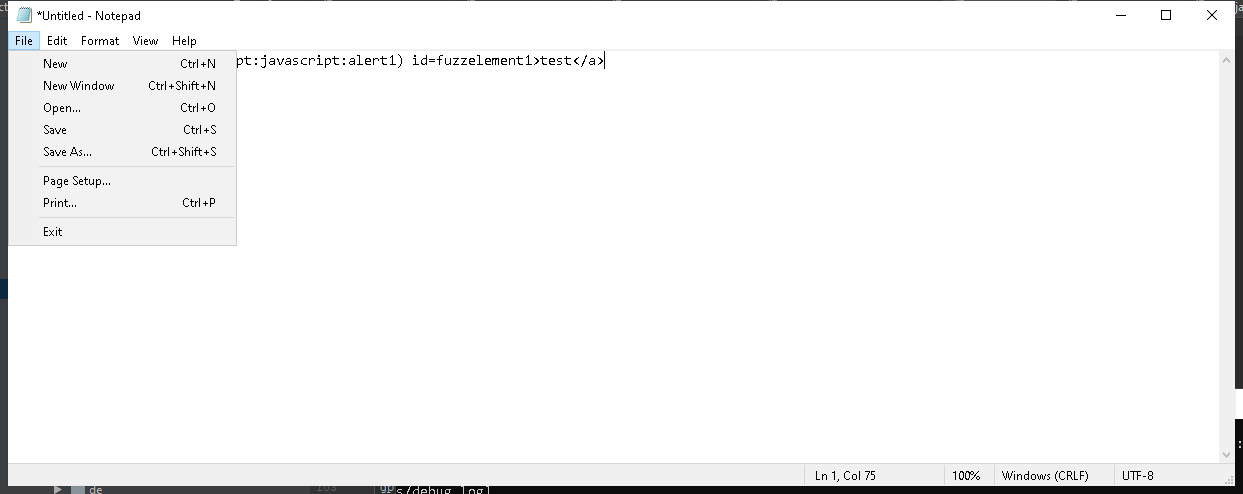 *Untitled - Notepad
File Edit Format View Help
pt:javascript:alert1) id=fuzzelement1>test</a>
New Ctrl+N
New Window Ctrl+Shift+N
Open... Ctrl+O
Save Ctrl+S
Save As... Ctrl+Shift+S
Page Setup...
Print... Ctrl+P
Exit
Ln 1, Col 75 100% Windows (CRLF) UTF-8
de 103 s/debug.log]